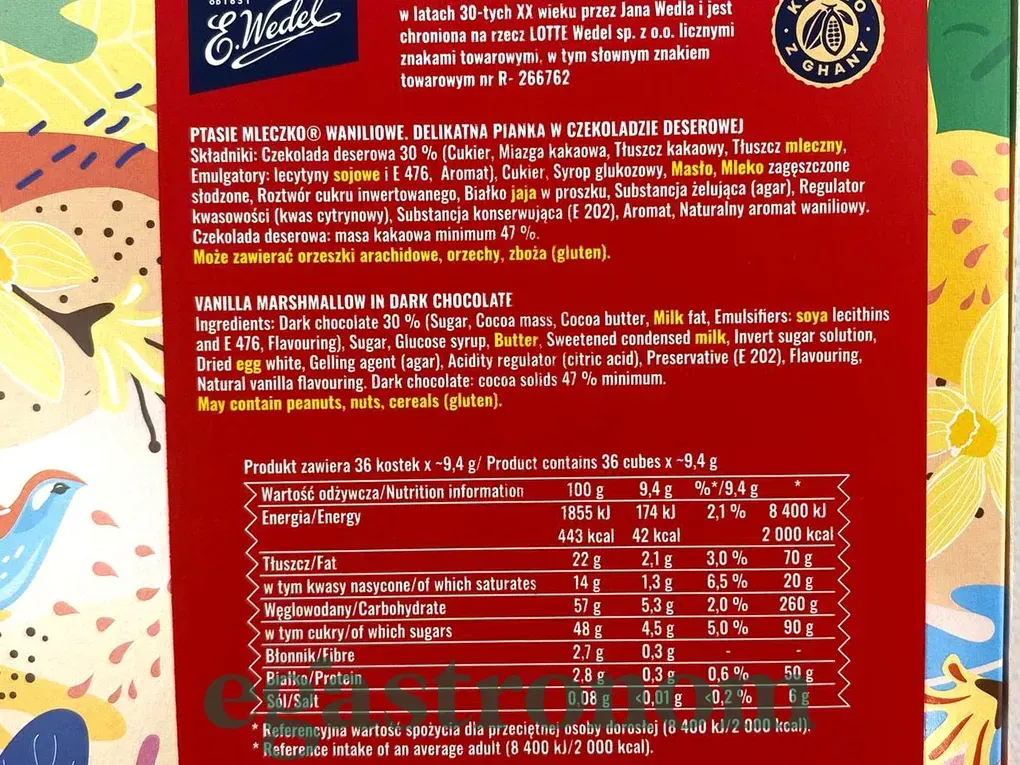 OD 1851
E. Wedel
w latach 30-tych XX wieku przez Jana Wedla i jest
chroniona na rzecz LOTTE Wedel sp. z o.o. licznymi
znakami towarowymi, w tym słownym znakiem
towarowym nr R- 266762
Z GHANY
PTASIE MLECZKO® WANILIOWE. DELIKATNA PIANKA W CZEKOLADZIE DESEROWEJ
Składniki: Czekolada deserowa 30 % (Cukier, Miazga kakaowa, Tłuszcz kakaowy, Tłuszcz mleczny,
Emulgatory: lecytyny sojowe i E 476, Aromat), Cukier, Syrop glukozowy, Masło, Mleko zagęszczone
słodzone, Roztwór cukru inwertowanego, Białko jaja w proszku, Substancja żelująca (agar), Regulator
kwasowości (kwas cytrynowy), Substancja konserwująca (E 202), Aromat, Naturalny aromat waniliowy.
Czekolada deserowa: masa kakaowa minimum 47 %.
Może zawierać orzeszki arachidowe, orzechy, zboża (gluten).
VANILLA MARSHMALLOW IN DARK CHOCOLATE
Ingredients: Dark chocolate 30 % (Sugar, Cocoa mass, Cocoa butter, Milk fat, Emulsifiers: soya lecithins
and E 476, Flavouring), Sugar, Glucose syrup, Butter, Sweetened condensed milk, Invert sugar solution,
Dried egg white, Gelling agent (agar), Acidity regulator (citric acid), Preservative (E 202), Flavouring,
Natural vanilla flavouring. Dark chocolate: cocoa solids 47 % minimum.
May contain peanuts, nuts, cereals (gluten).
Produkt zawiera 36 kostek x ~9,4 g/ Product contains 36 cubes x ~9,4 g
Wartość odżywcza/Nutrition information 100 g 9,4 g %*/9,4 g *
Energia/Energy 1855 kJ 174 kJ 2,1 % 8 400 kJ
443 kcal 42 kcal 2 000 kcal
Tłuszcz/Fat 22 g 2,1 g 3,0 % 70 g
w tym kwasy nasycone/of which saturates 14 g 1,3 g 6,5 % 20 g
Węglowodany/Carbohydrate 57 g 5,3 g 2,0 % 260 g
w tym cukry/of which sugars 48 g 4,5 g 5,0 % 90 g
Błonnik/Fibre 2,7 g 0,3 g - -
Białko/Protein 2,8 g 0,3 g 0,6 % 50 g
Sól/Salt 0,08 g <0,01 g <0,2 % 6 g
egastronom
* Referencyjna wartość spożycia dla przeciętnej osoby dorosłej (8 400 kJ/2 000 kcal).
* Reference intake of an average adult (8 400 kJ/2 000 kcal).